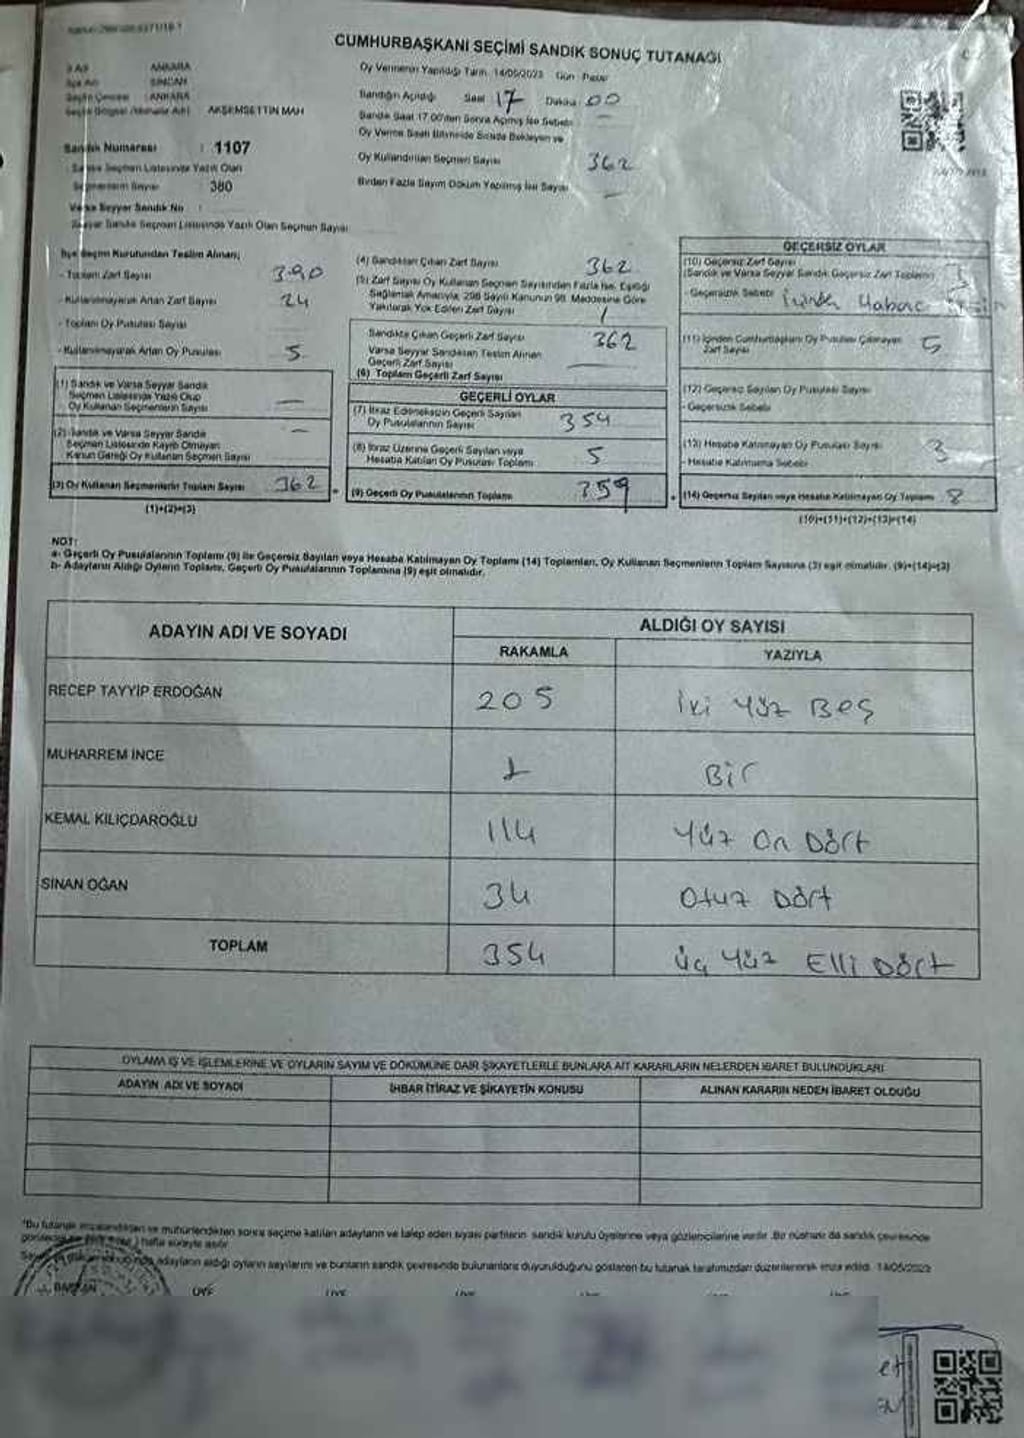 CUMHURBAŞKANI SEÇİMİ SANDIK SONUÇ TUTANAĞI
İli Adı ANKARA
İlçe Adı SİNCAN
Seçim Çevresi : ANKARA
Seçim Bölgesi (Mahalle Adı) AKŞEMSETTİN MAH
Sandık Numarası : 1107
Sandık Seçmen Listesinde Yazılı Olan
Seçmenlerin Sayısı 380
Varsa Seyyar Sandık No :
Seyyar Sandık Seçmen Listesinde Yazılı Olan Seçmen Sayısı
Oy Vermenin Yapıldığı Tarih 14/05/2023 Gün Pazar
Sandığın Açıldığı Saat 17 Dakika 00
Sandık Saat 17.00'den Sonra Açılmış İse Sebebi —
Oy Verme Saati Bitiminde Sırada Bekleyen ve
Oy Kullandırılan Seçmen Sayısı 362
Birden Fazla Sayım Döküm Yapılmış İse Sayısı —
İlçe Seçim Kurulundan Teslim Alınan;
- Toplam Zarf Sayısı 390
- Kullanılmayarak Artan Zarf Sayısı 24
- Toplam Oy Pusulası Sayısı
- Kullanılmayarak Artan Oy Pusulası 5
(1) Sandık ve Varsa Seyyar Sandık
Seçmen Listesinde Yazılı Olup
Oy Kullanan Seçmenlerin Sayısı —
(2) Sandık ve Varsa Seyyar Sandık
Seçmen Listesinde Kayıtlı Olmayan
Kanun Gereği Oy Kullanan Seçmen Sayısı —
(3) Oy Kullanan Seçmenlerin Toplam Sayısı 362
(1)+(2)=(3)
(4) Sandıktan Çıkan Zarf Sayısı 362
(5) Zarf Sayısı Oy Kullanan Seçmen Sayısından Fazla İse, Eşitliği
Sağlamak Amacıyla, 298 Sayılı Kanunun 98. Maddesine Göre
Yakılarak Yok Edilen Zarf Sayısı /
Sandıkta Çıkan Geçerli Zarf Sayısı 362
Varsa Seyyar Sandıktan Teslim Alınan
Geçerli Zarf Sayısı —
(6) Toplam Geçerli Zarf Sayısı
GEÇERLİ OYLAR
(7) İtiraz Edilmeksizin Geçerli Sayılan
Oy Pusulalarının Sayısı 354
(8) İtiraz Üzerine Geçerli Sayılan veya
Hesaba Katılan Oy Pusulası Toplamı 5
(9) Geçerli Oy Pusulalarının Toplamı 359
GEÇERSİZ OYLAR
(10) Geçersiz Zarf Sayısı
(Sandık ve Varsa Seyyar Sandık Geçersiz Zarf Toplamı)
- Geçersizlik Sebebi
(11) İçinden Cumhurbaşkanı Oy Pusulası Çıkmayan
Zarf Sayısı 5
(12) Geçersiz Sayılan Oy Pusulası Sayısı
- Geçersizlik Sebebi
(13) Hesaba Katılmayan Oy Pusulası Sayısı 3
- Hesaba Katılmama Sebebi
(14) Geçersiz Sayılan veya Hesaba Katılmayan Oy Toplamı 8
(10)+(11)+(12)+(13)=(14)
NOT:
a- Geçerli Oy Pusulalarının Toplamı (9) ile Geçersiz Sayılan veya Hesaba Katılmayan Oy Toplamı (14) Toplamları, Oy Kullanan Seçmenlerin Toplam Sayısına (3) eşit olmalıdır. (9)+(14)=(3)
b- Adayların Aldığı Oyların Toplamı, Geçerli Oy Pusulalarının Toplamına (9) eşit olmalıdır.
ADAYIN ADI VE SOYADI
ALDIĞI OY SAYISI
RAKAMLA YAZIYLA
RECEP TAYYİP ERDOĞAN 205 İki Yüz Beş
MUHARREM İNCE 1 Bir
KEMAL KILIÇDAROĞLU 114 Yüz On Dört
SİNAN OĞAN 34 Otuz Dört
TOPLAM 354 Üç Yüz Elli Dört
OYLAMA İŞ VE İŞLEMLERİNE VE OYLARIN SAYIM VE DÖKÜMÜNE DAİR ŞİKAYETLERLE BUNLARA AİT KARARLARIN NELERDEN İBARET BULUNDUKLARI
ADAYIN ADI VE SOYADI İHBAR İTİRAZ VE ŞİKAYETİN KONUSU ALINAN KARARIN NEDEN İBARET OLDUĞU
*Bu tutanak imzalandıktan ve mühürlendikten sonra seçime katılan adayların ve talep eden siyasi partilerin sandık kurulu üyelerine veya gözlemcilerine verilir. Bir nüshası da sandık çevresinde
adayların aldığı oyların sayılarını ve bunların sandık çevresinde bulunanlara duyurulduğunu gösteren bu tutanak tarafımızdan düzenlenerek imza edildi. 14/05/2023
BAŞKAN ÜYE ÜYE ÜYE ÜYE ÜYE ÜYE
et